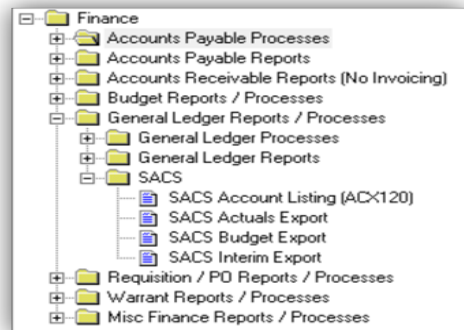 Finance
Accounts Payable Processes
Accounts Payable Reports
Accounts Receivable Reports (No Invoicing)
Budget Reports / Processes
General Ledger Reports / Processes
General Ledger Processes
General Ledger Reports
SACS
SACS Account Listing (ACX120)
SACS Actuals Export
SACS Budget Export
SACS Interim Export
Requisition / PO Reports / Processes
Warrant Reports / Processes
Misc Finance Reports / Processes